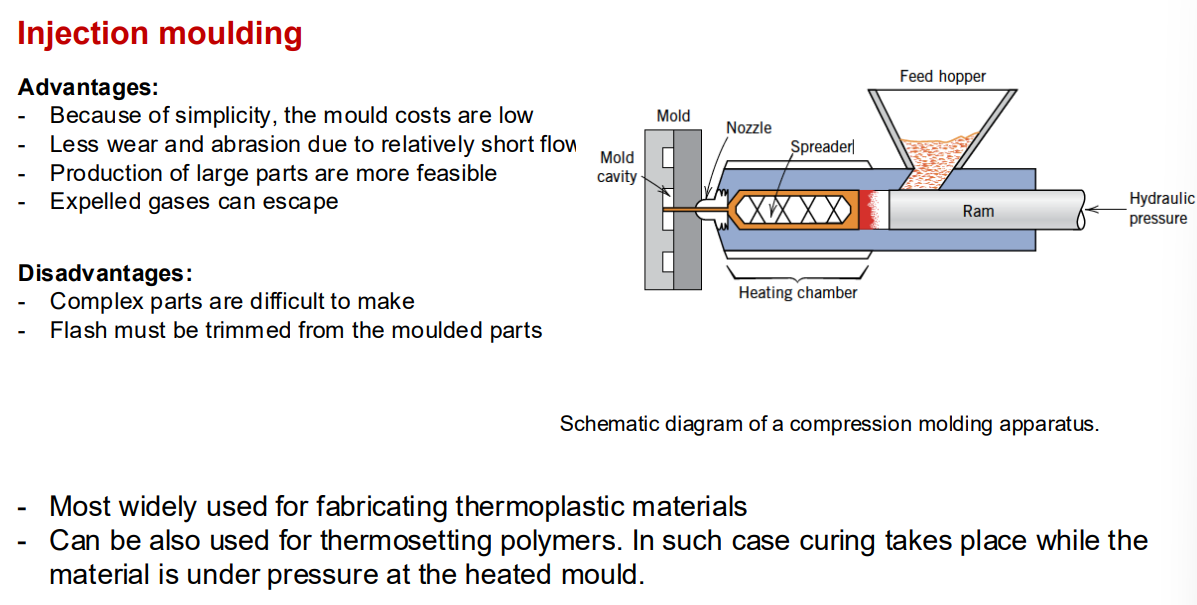 Injection moulding
Advantages:
- Because of simplicity, the mould costs are low
- Less wear and abrasion due to relatively short flow
- Production of large parts are more feasible
- Expelled gases can escape
Disadvantages:
- Complex parts are difficult to make
- Flash must be trimmed from the moulded parts
Feed hopper
Mold
Nozzle
Spreader
Mold
cavity
Ram
Hydraulic
pressure
Heating chamber
Schematic diagram of a compression molding apparatus.
- Most widely used for fabricating thermoplastic materials
- Can be also used for thermosetting polymers. In such case curing takes place while the
material is under pressure at the heated mould.